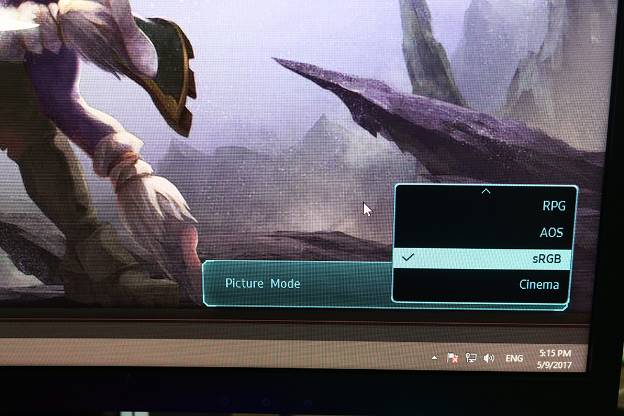 RPG
AOS
sRGB
Picture Mode
Cinema
ENG
5:15 PM
5/9/2017